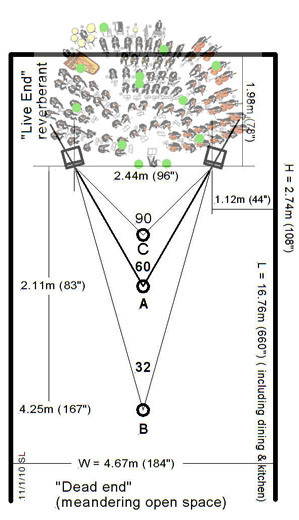 "Live End"
reverberant
1.98m (78")
2.44m (96")
1.12m (44")
H = 2.74m (108")
90
C
60
2.11m (83")
A
L = 16.76m (660") ( including dining & kitchen)
32
4.25m (167")
B
11/1/10 SL
W = 4.67m (184")
"Dead end"
(meandering open space)